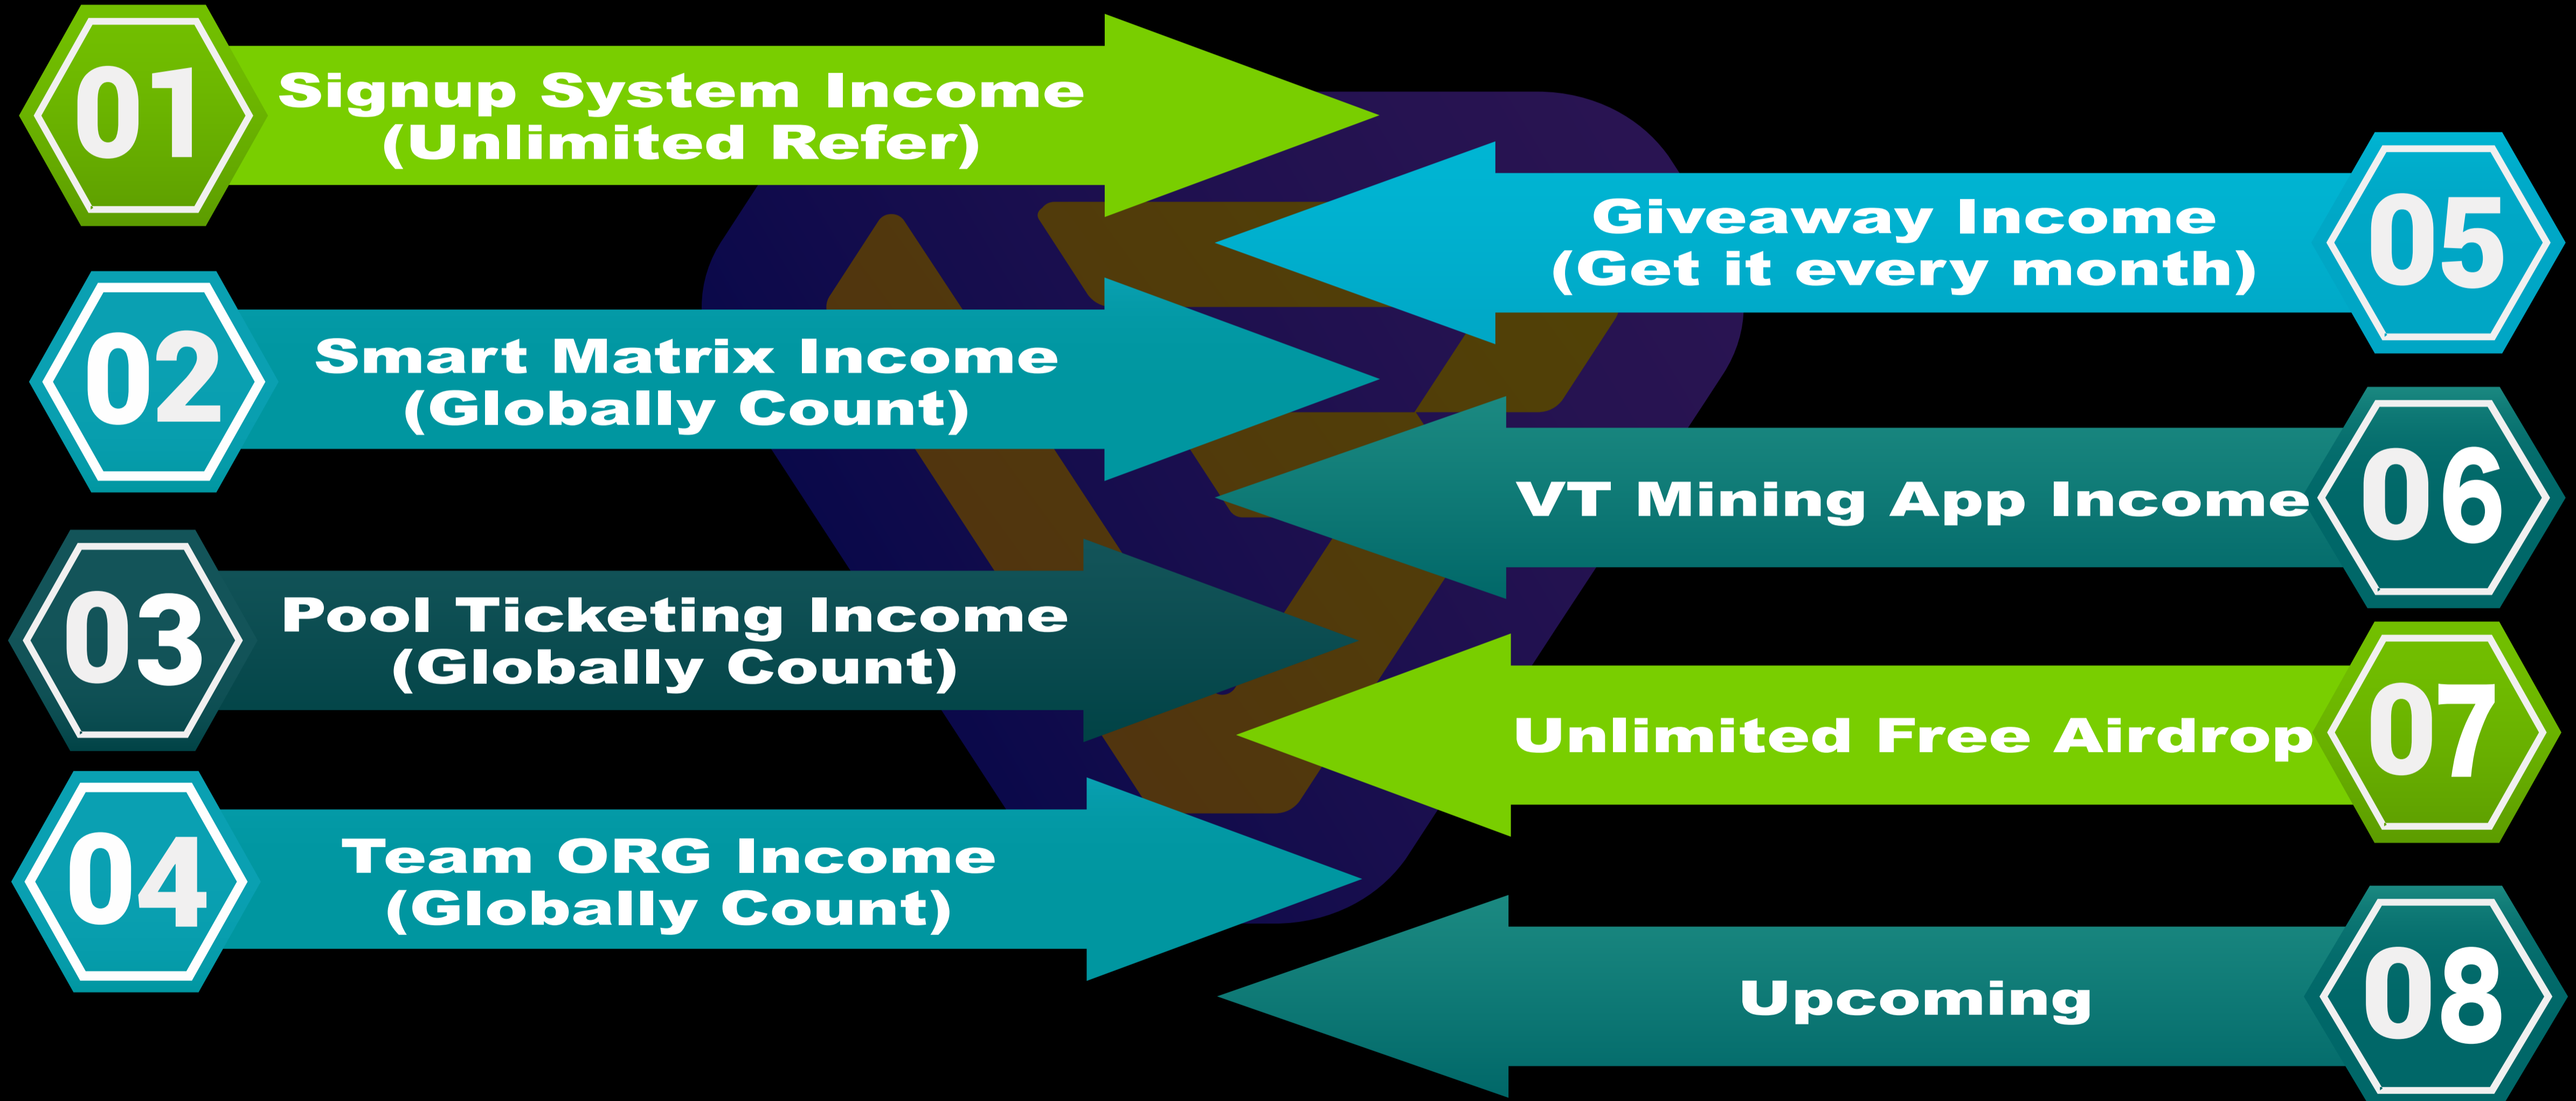 01
Signup System Income
(Unlimited Refer)
02
Smart Matrix Income
(Globally Count)
03
Pool Ticketing Income
(Globally Count)
04
Team ORG Income
(Globally Count)
05
Giveaway Income
(Get it every month)
06
VT Mining App Income
07
Unlimited Free Airdrop
08
Upcoming